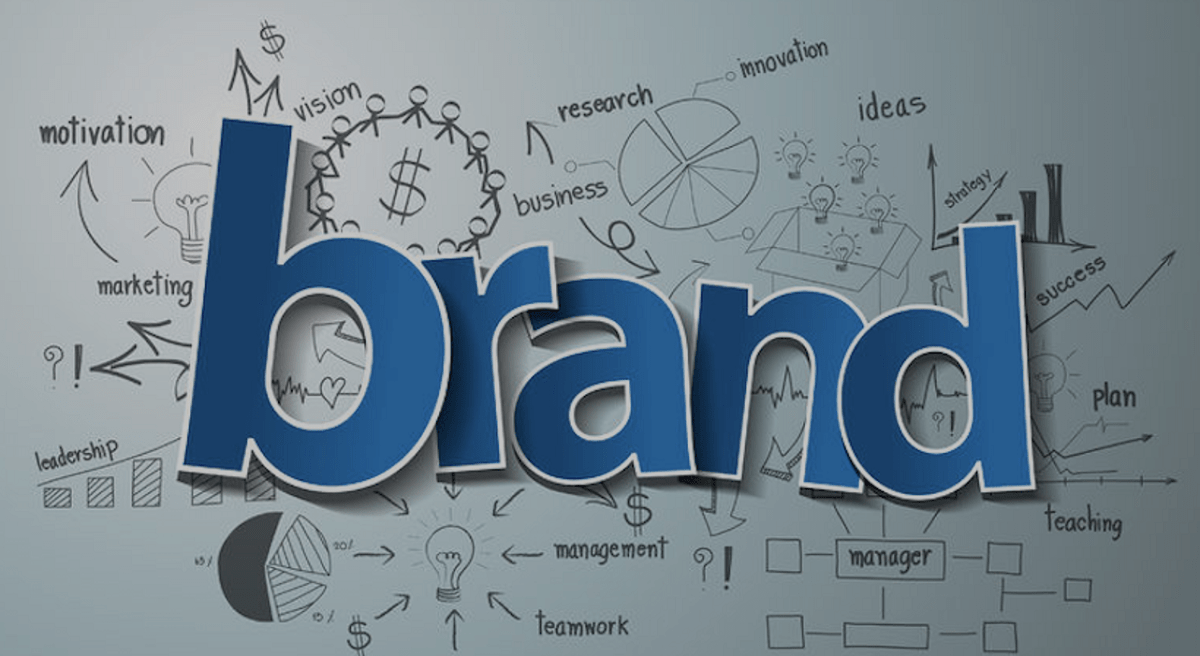 $
innovation
vision
research
ideas
motivation
$
business
strategy
marketing
success
? !
brand
? !
plan
leadership
$
teaching
20%
management
? !
manager
15%
$
teamwork